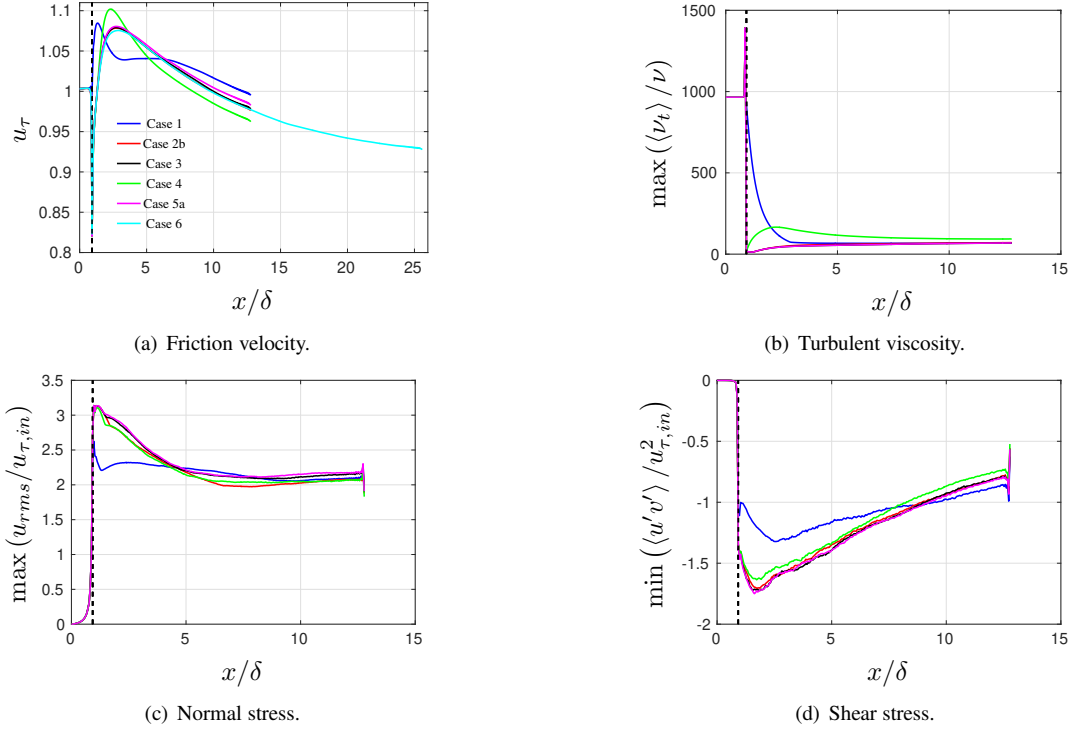 1.1
1.05
1
0.95
0.9
0.85
0.8
u_τ
Case 1
Case 2b
Case 3
Case 4
Case 5a
Case 6
0 5 10 15 20 25
x/δ
(a) Friction velocity.
1500
1000
500
0
max (⟨ν_t⟩ /ν)
0 5 10 15
x/δ
(b) Turbulent viscosity.
3.5
3
2.5
2
1.5
1
0.5
0
max (u_{rms}/u_{τ,in})
0 5 10 15
x/δ
(c) Normal stress.
0
-0.5
-1
-1.5
-2
min (⟨u′v′⟩ /u²_{τ,in})
0 5 10 15
x/δ
(d) Shear stress.